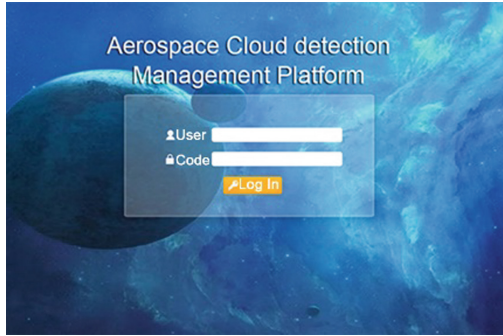 Aerospace Cloud detection
Management Platform
User
Code
Log In